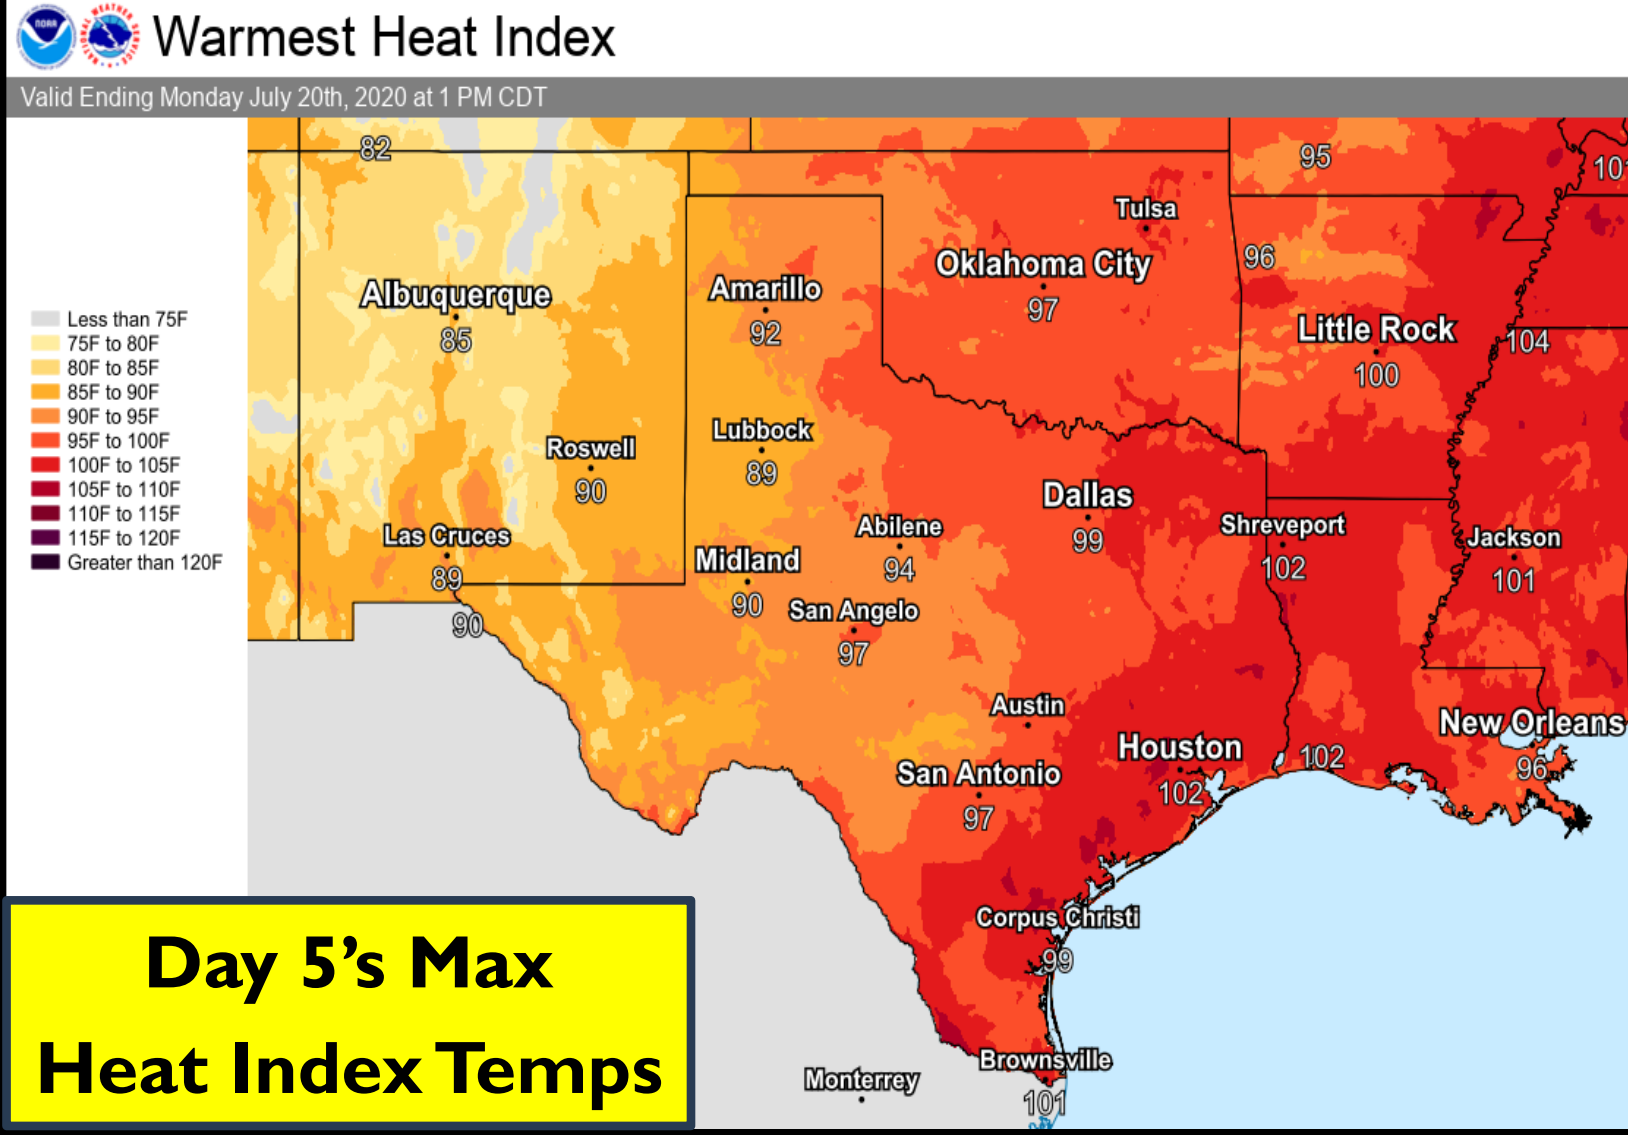 NOAA
NATIONAL WEATHER SERVICE
Warmest Heat Index
Valid Ending Monday July 20th, 2020 at 1 PM CDT
82
95
101
Tulsa
Oklahoma City
97
96
Albuquerque
85
Amarillo
92
Little Rock
100
104
Less than 75F
75F to 80F
80F to 85F
85F to 90F
90F to 95F
95F to 100F
100F to 105F
105F to 110F
110F to 115F
115F to 120F
Greater than 120F
Roswell
90
Lubbock
89
Dallas
99
Abilene
94
Shreveport
102
Jackson
101
Las Cruces
89
90
Midland
90
San Angelo
97
Austin
Houston
102
102
New Orleans
96
San Antonio
97
Corpus Christi
99
Brownsville
101
Monterrey
Day 5’s Max
Heat Index Temps